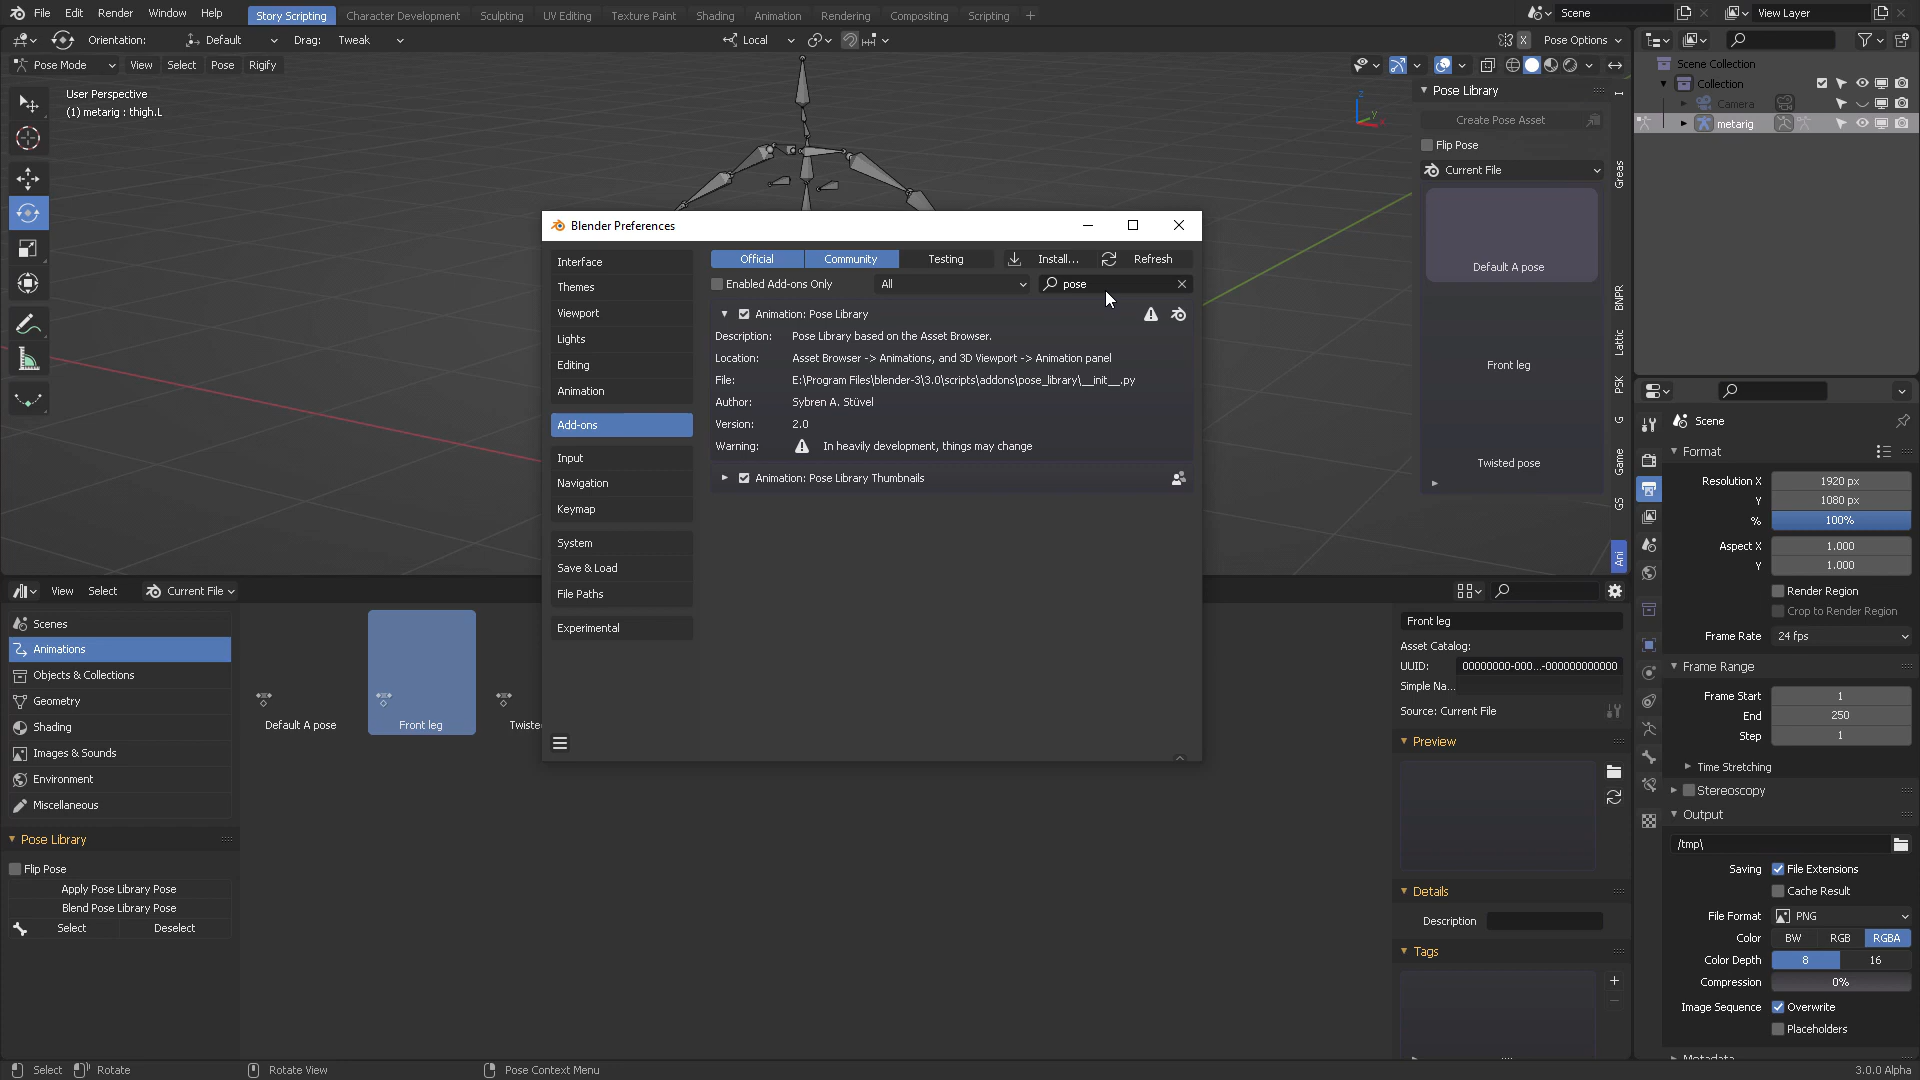 File Edit Render Window Help Story Scripting Character Development Sculpting UV Editing Texture Paint Shading Animation Rendering Compositing Scripting + Scene View Layer
Orientation: Default Drag: Tweak Local X Pose Options
Pose Mode View Select Pose Rigify
User Perspective
(1) metarig : thigh.L
Z
Y
Pose Library
Create Pose Asset
Flip Pose
Current File
Default A pose
Front leg
Twisted pose
I
Greas
BNPR
Lattic
PSK
G
Game
GS
Ani
Scene Collection
Collection
Camera
metarig
Blender Preferences
Interface
Themes
Viewport
Lights
Editing
Animation
Add-ons
Input
Navigation
Keymap
System
Save & Load
File Paths
Experimental
Official Community Testing Install... Refresh
Enabled Add-ons Only All pose
Animation: Pose Library
Description: Pose Library based on the Asset Browser.
Location: Asset Browser -> Animations, and 3D Viewport -> Animation panel
File: E:\Program Files\blender-3\3.0\scripts\addons\pose_library\__init__.py
Author: Sybren A. Stüvel
Version: 2.0
Warning: In heavily development, things may change
Animation: Pose Library Thumbnails
View Select Current File
Scenes
Animations
Objects & Collections
Geometry
Shading
Images & Sounds
Environment
Miscellaneous
Pose Library
Flip Pose
Apply Pose Library Pose
Blend Pose Library Pose
Select Deselect
Default A pose Front leg Twiste
Front leg
Asset Catalog:
UUID: 00000000-000...-000000000000
Simple Na...
Source: Current File
Preview
Details
Description
Tags
+
Scene
Format
Resolution X 1920 px
Y 1080 px
% 100%
Aspect X 1.000
Y 1.000
Render Region
Crop to Render Region
Frame Rate 24 fps
Frame Range
Frame Start 1
End 250
Step 1
Time Stretching
Stereoscopy
Output
/tmp\
Saving File Extensions
Cache Result
File Format PNG
Color BW RGB RGBA
Color Depth 8 16
Compression 0%
Image Sequence Overwrite
Placeholders
Metadata
Select Rotate Rotate View Pose Context Menu 3.0.0 Alpha